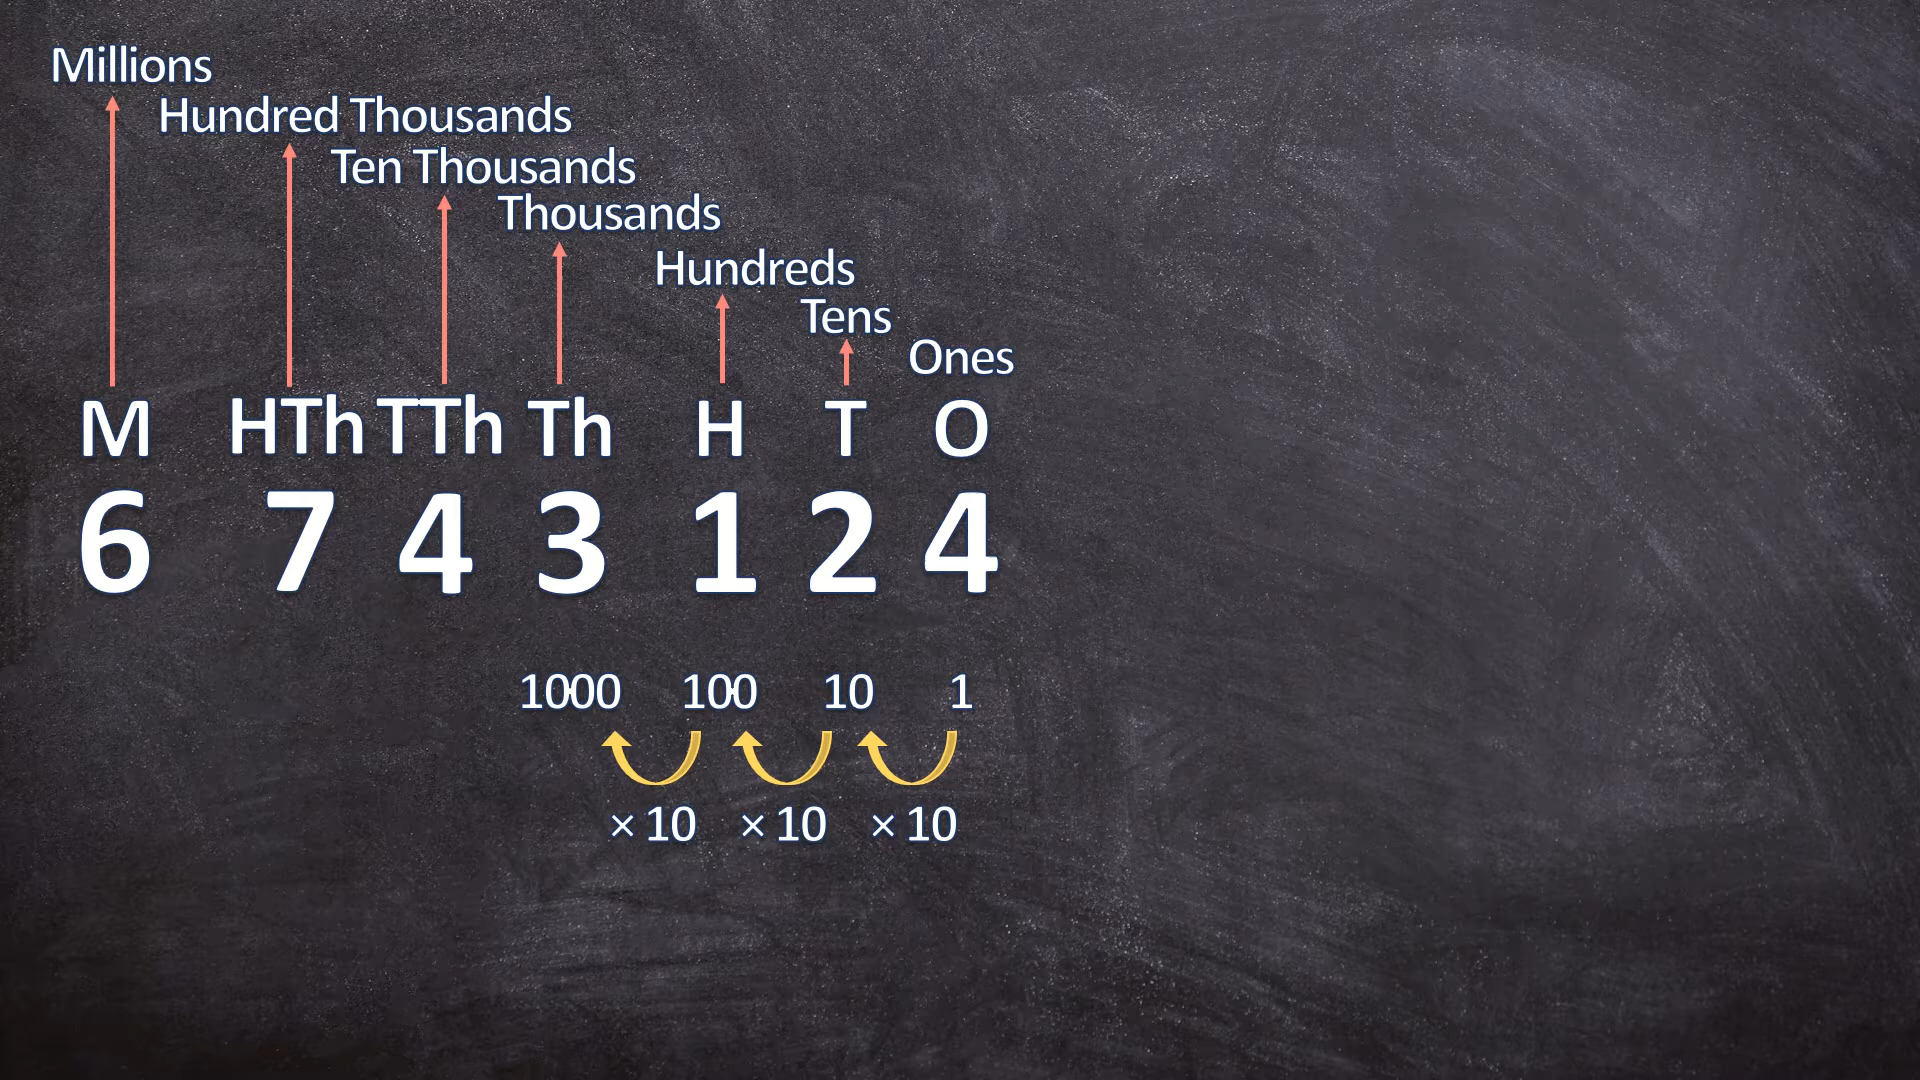 Millions
Hundred Thousands
Ten Thousands
Thousands
Hundreds
Tens
Ones
M HTh TTh Th H T O
6 7 4 3 1 2 4
1000 100 10 1
× 10 × 10 × 10